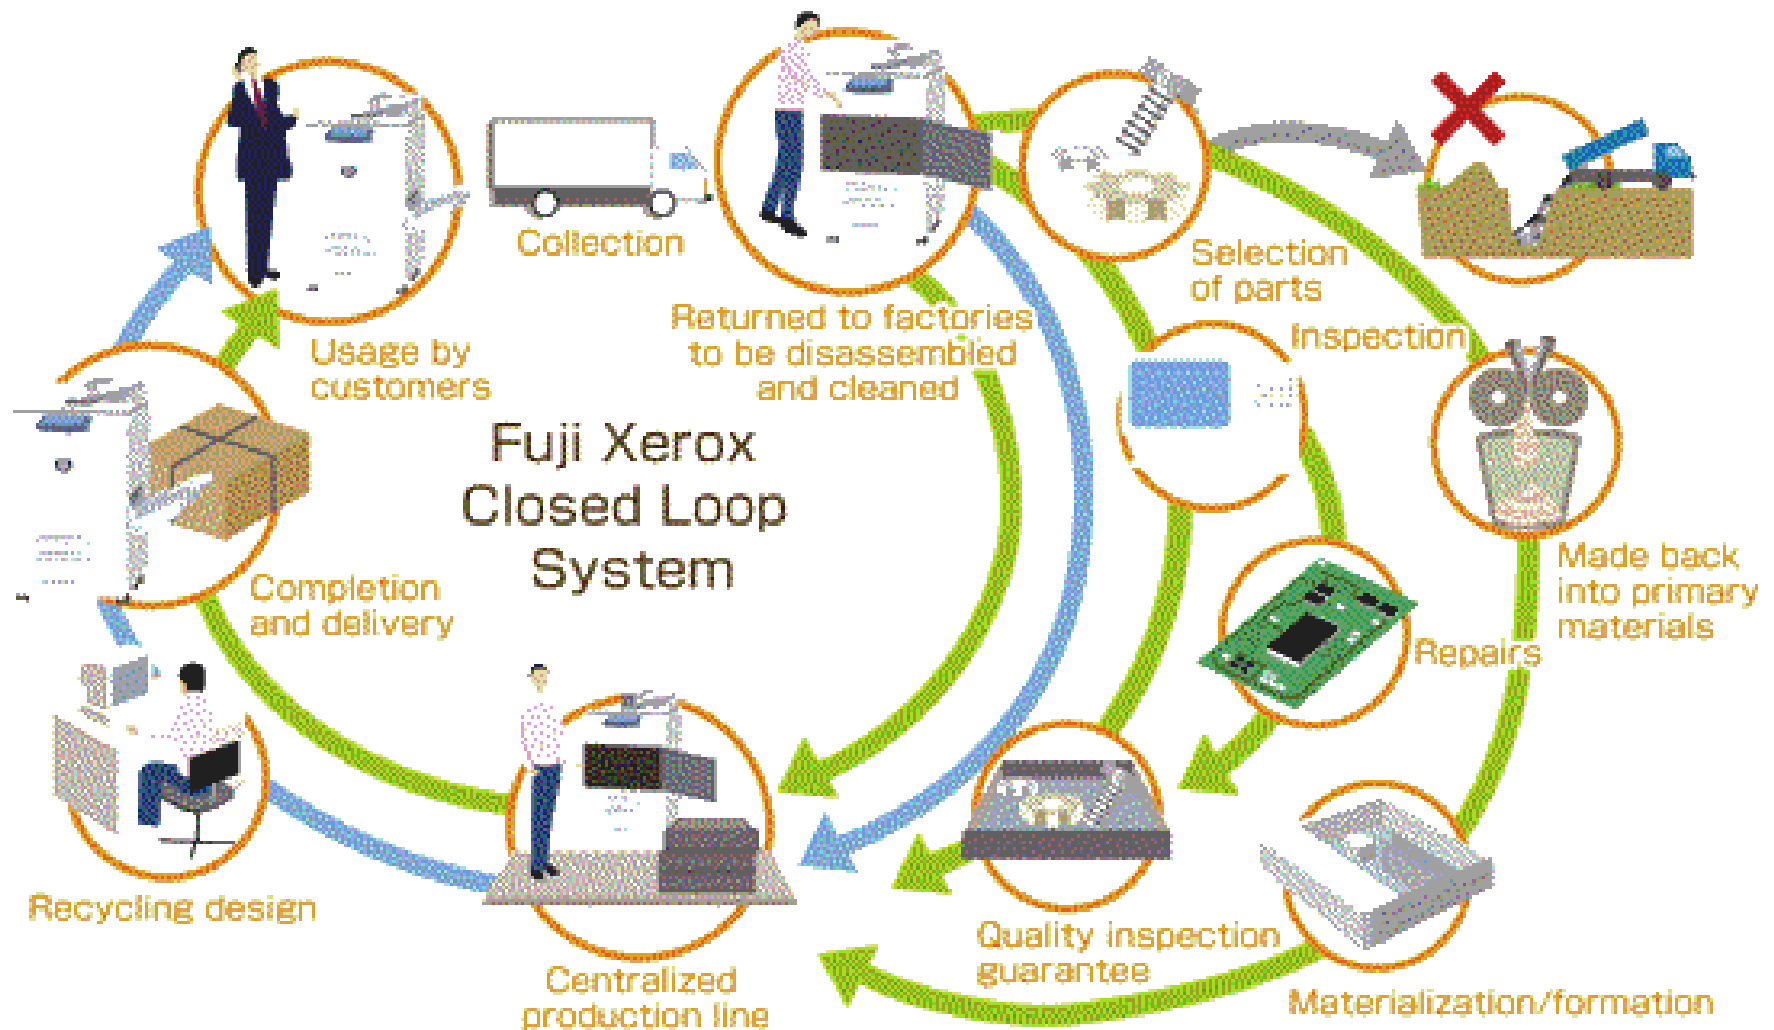 Collection
Selection
of parts
Returned to factories
to be disassembled
and cleaned
Inspection
Usage by
customers
Fuji Xerox
Closed Loop
System
Made back
into primary
materials
Completion
and delivery
Repairs
Recycling design
Quality inspection
guarantee
Centralized
production line
Materialization/formation